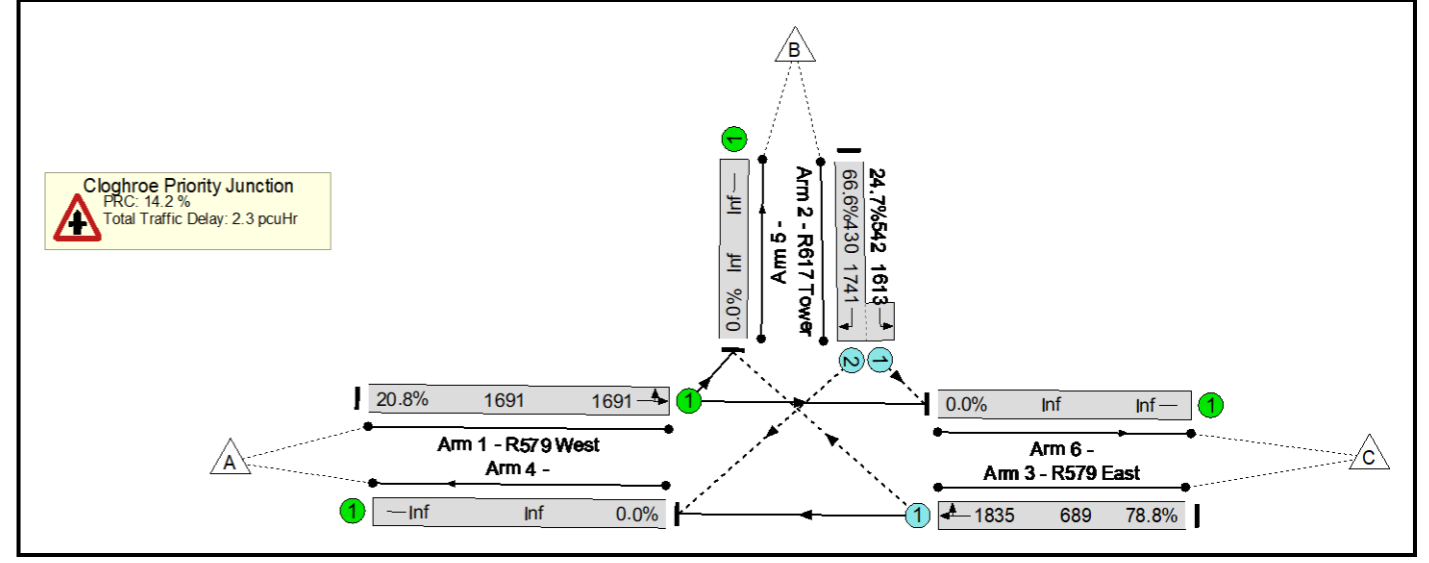 B
Cloghroe Priority Junction
PRC: 14.2 %
Total Traffic Delay: 2.3 pcuHr
1
Inf Inf 0.0%
Arm 5 -
Arm 2 - R617 Tower
66.6% 430 1741
24.7% 542 1613
2 1
20.8% 1691 1691 1
0.0% Inf Inf 1
Arm 1 - R579 West
Arm 4 -
A
Arm 6 -
Arm 3 - R579 East
C
1 Inf Inf 0.0%
1 1835 689 78.8%